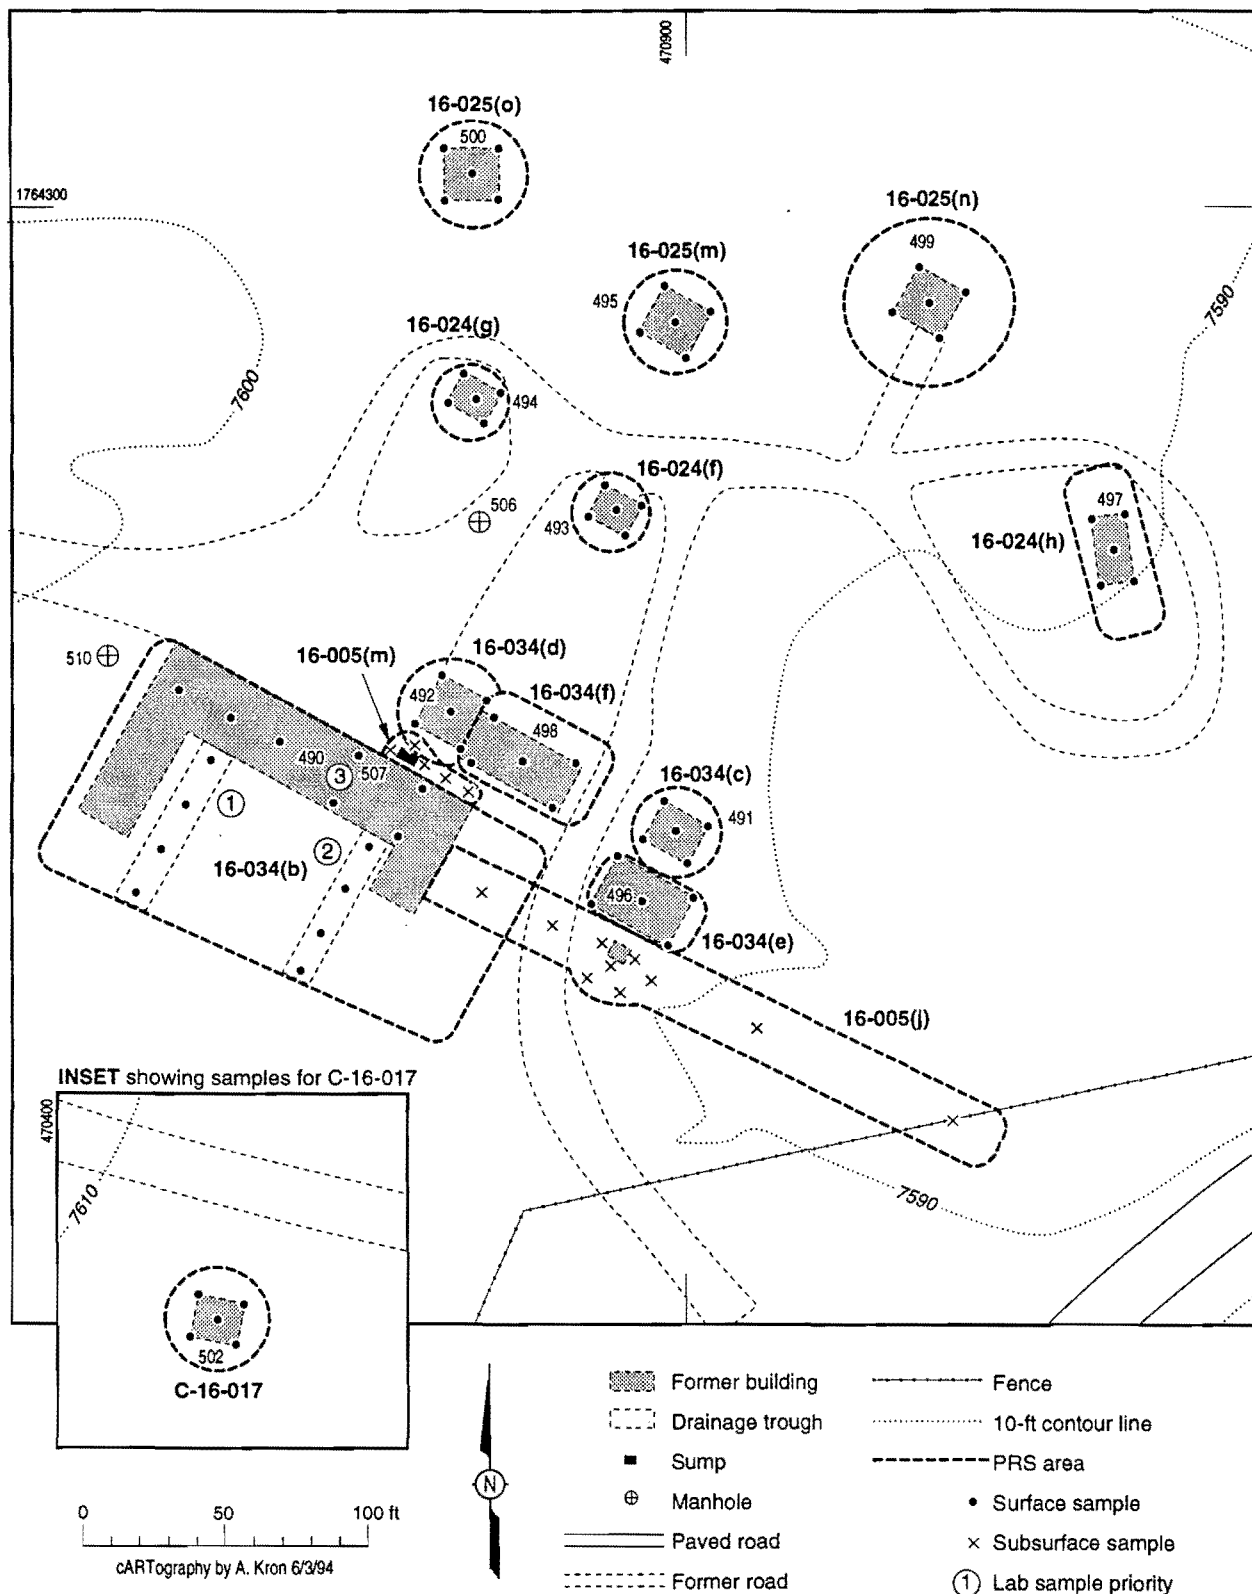 470900
16-025(o)
500
1764300
16-025(n)
499
16-025(m)
495
7590
16-024(g)
494
7600
16-024(f)
493
506
497
16-024(h)
510
16-005(m)
16-034(d)
492
16-034(f)
498
490
507
3
1
2
16-034(b)
16-034(c)
491
496
16-034(e)
16-005(j)
7590
INSET showing samples for C-16-017
470400
7610
502
C-16-017
0 50 100 ft
cARTography by A. Kron 6/3/94
N
Former building
Drainage trough
Sump
Manhole
Paved road
Former road
Fence
10-ft contour line
PRS area
Surface sample
Subsurface sample
1 Lab sample priority